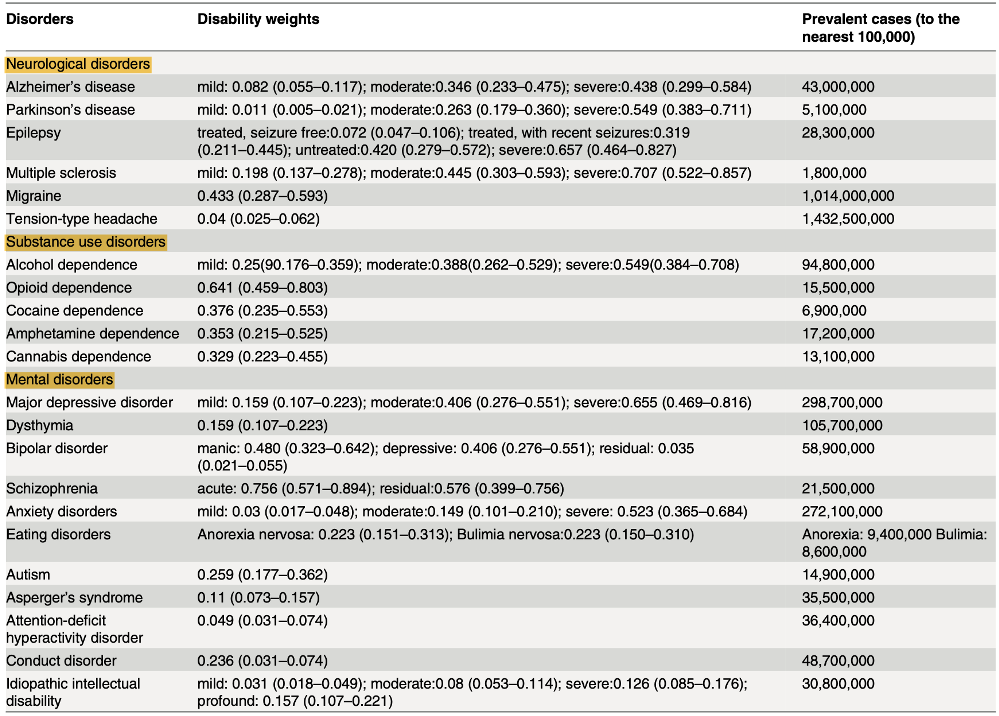 Disorders Disability weights Prevalent cases (to the
nearest 100,000)
Neurological disorders
Alzheimer's disease mild: 0.082 (0.055–0.117); moderate:0.346 (0.233–0.475); severe:0.438 (0.299–0.584) 43,000,000
Parkinson's disease mild: 0.011 (0.005–0.021); moderate:0.263 (0.179–0.360); severe:0.549 (0.383–0.711) 5,100,000
Epilepsy treated, seizure free:0.072 (0.047–0.106); treated, with recent seizures:0.319 28,300,000
(0.211–0.445); untreated:0.420 (0.279–0.572); severe:0.657 (0.464–0.827)
Multiple sclerosis mild: 0.198 (0.137–0.278); moderate:0.445 (0.303–0.593); severe:0.707 (0.522–0.857) 1,800,000
Migraine 0.433 (0.287–0.593) 1,014,000,000
Tension-type headache 0.04 (0.025–0.062) 1,432,500,000
Substance use disorders
Alcohol dependence mild: 0.25(90.176–0.359); moderate:0.388(0.262–0.529); severe:0.549(0.384–0.708) 94,800,000
Opioid dependence 0.641 (0.459–0.803) 15,500,000
Cocaine dependence 0.376 (0.235–0.553) 6,900,000
Amphetamine dependence 0.353 (0.215–0.525) 17,200,000
Cannabis dependence 0.329 (0.223–0.455) 13,100,000
Mental disorders
Major depressive disorder mild: 0.159 (0.107–0.223); moderate:0.406 (0.276–0.551); severe:0.655 (0.469–0.816) 298,700,000
Dysthymia 0.159 (0.107–0.223) 105,700,000
Bipolar disorder manic: 0.480 (0.323–0.642); depressive: 0.406 (0.276–0.551); residual: 0.035 58,900,000
(0.021–0.055)
Schizophrenia acute: 0.756 (0.571–0.894); residual:0.576 (0.399–0.756) 21,500,000
Anxiety disorders mild: 0.03 (0.017–0.048); moderate:0.149 (0.101–0.210); severe: 0.523 (0.365–0.684) 272,100,000
Eating disorders Anorexia nervosa: 0.223 (0.151–0.313); Bulimia nervosa:0.223 (0.150–0.310) Anorexia: 9,400,000 Bulimia:
8,600,000
Autism 0.259 (0.177–0.362) 14,900,000
Asperger's syndrome 0.11 (0.073–0.157) 35,500,000
Attention-deficit 0.049 (0.031–0.074) 36,400,000
hyperactivity disorder
Conduct disorder 0.236 (0.031–0.074) 48,700,000
Idiopathic intellectual mild: 0.031 (0.018–0.049); moderate:0.08 (0.053–0.114); severe:0.126 (0.085–0.176); 30,800,000
disability profound: 0.157 (0.107–0.221)